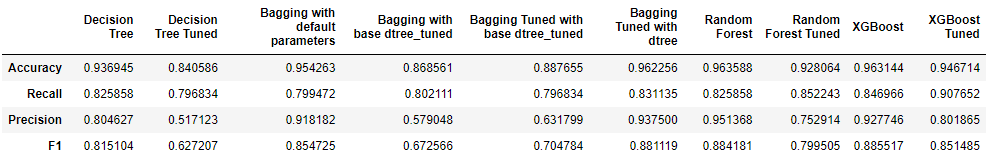 Decision Tree Decision Tree Tuned Bagging with default parameters Bagging with base dtree_tuned Bagging Tuned with base dtree_tuned Bagging Tuned with dtree Random Forest Random Forest Tuned XGBoost XGBoost Tuned
Accuracy 0.936945 0.840586 0.954263 0.868561 0.887655 0.962256 0.963588 0.928064 0.963144 0.946714
Recall 0.825858 0.796834 0.799472 0.802111 0.796834 0.831135 0.825858 0.852243 0.846966 0.907652
Precision 0.804627 0.517123 0.918182 0.579048 0.631799 0.937500 0.951368 0.752914 0.927746 0.801865
F1 0.815104 0.627207 0.854725 0.672566 0.704784 0.881119 0.884181 0.799505 0.885517 0.851485